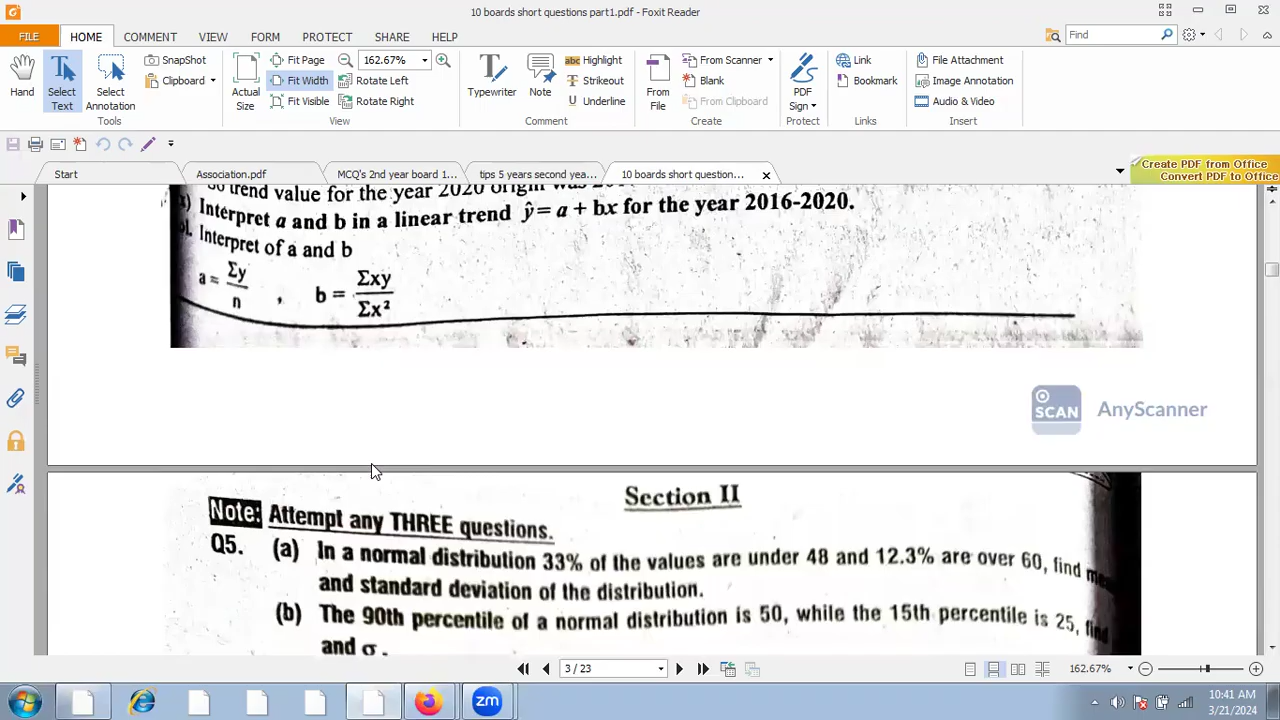 10 boards short questions part1.pdf - Foxit Reader
FILE HOME COMMENT VIEW FORM PROTECT SHARE HELP
Find
Hand
Select Text
Select Annotation
SnapShot
Clipboard
Tools
Actual Size
Fit Page
Fit Width
Fit Visible
162.67%
Rotate Left
Rotate Right
View
Typewriter
Note
Highlight
Strikeout
Underline
Comment
From File
From Scanner
Blank
From Clipboard
Create
PDF Sign
Protect
Link
Bookmark
Links
File Attachment
Image Annotation
Audio & Video
Insert
Start
Association.pdf
MCQ's 2nd year board 1...
tips 5 years second yea...
10 boards short question...
Create PDF from Office
Convert PDF to Office
trend value for the year 2020 origin was
Interpret a and b in a linear trend ŷ = a + bx for the year 2016-2020.
Interpret of a and b
a = Σy/n , b = Σxy/Σx²
SCAN AnyScanner
Section II
Note: Attempt any THREE questions.
Q5. (a) In a normal distribution 33% of the values are under 48 and 12.3% are over 60, find
and standard deviation of the distribution.
(b) The 90th percentile of a normal distribution is 50, while the 15th percentile is 25,
and σ.
3 / 23
162.67%
zm
10:41 AM
3/21/2024